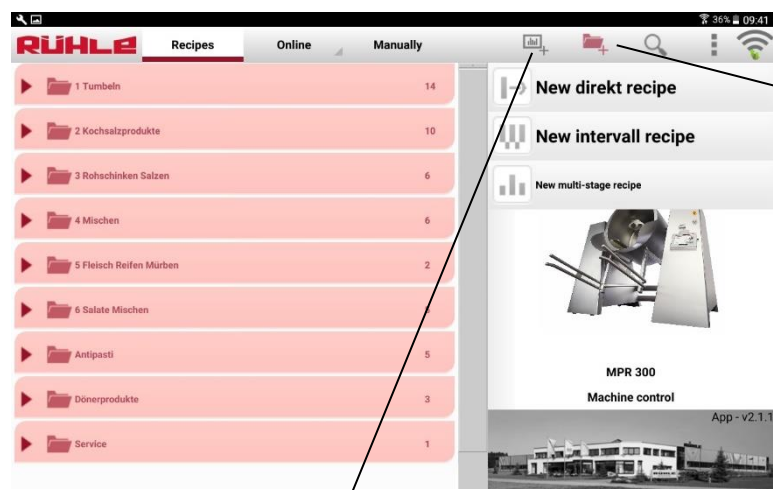 36% 09:41
RÜHLE Recipes Online Manually
1 Tumbeln 14
2 Kochsalzprodukte 10
3 Rohschinken Salzen 6
4 Mischen 6
5 Fleisch Reifen Mürben 2
6 Salate Mischen
Antipasti 5
Dönerprodukte 3
Service 1
New direkt recipe
New intervall recipe
New multi-stage recipe
MPR 300
Machine control
App - v2.1.1